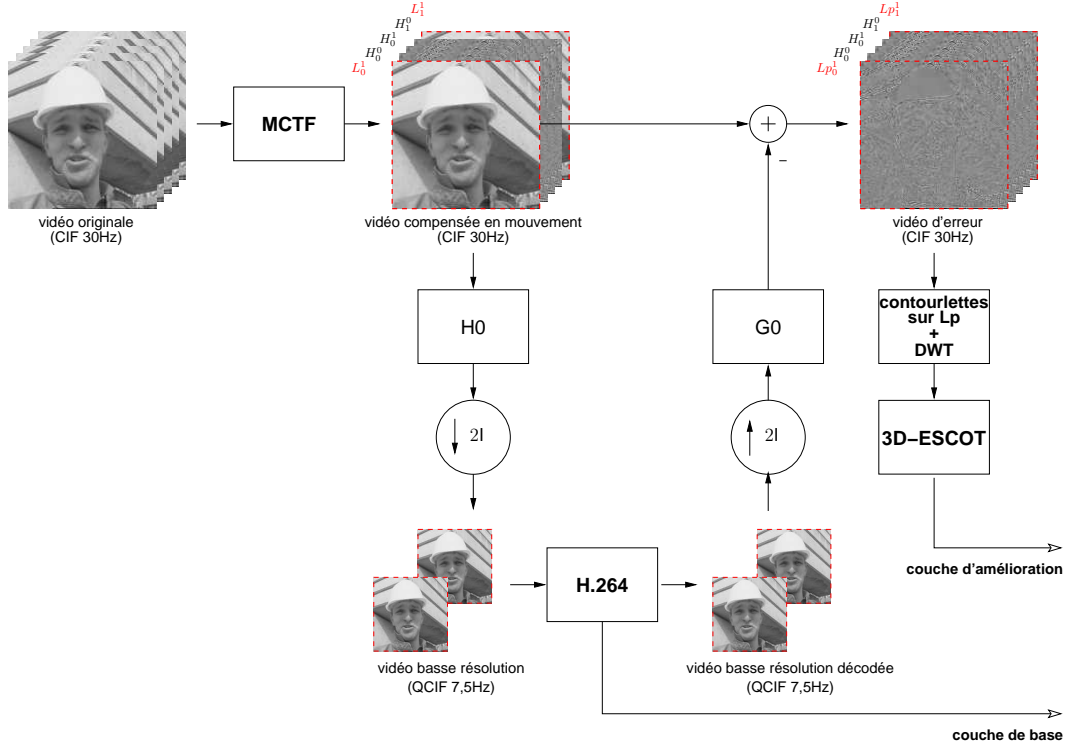 $L_1^1$
$H_1^0$
$H_0^1$
$H_0^0$
$L_0^1$
$Lp_1^1$
$H_1^0$
$H_0^1$
$H_0^0$
$Lp_0^1$
MCTF
+
–
vidéo originale
(CIF 30Hz)
vidéo compensée en mouvement
(CIF 30Hz)
vidéo d'erreur
(CIF 30Hz)
H0
G0
contourlettes
sur Lp
+
DWT
↓ 2I
↑ 2I
3D–ESCOT
H.264
couche d'amélioration
vidéo basse résolution
(QCIF 7,5Hz)
vidéo basse résolution décodée
(QCIF 7,5Hz)
couche de base